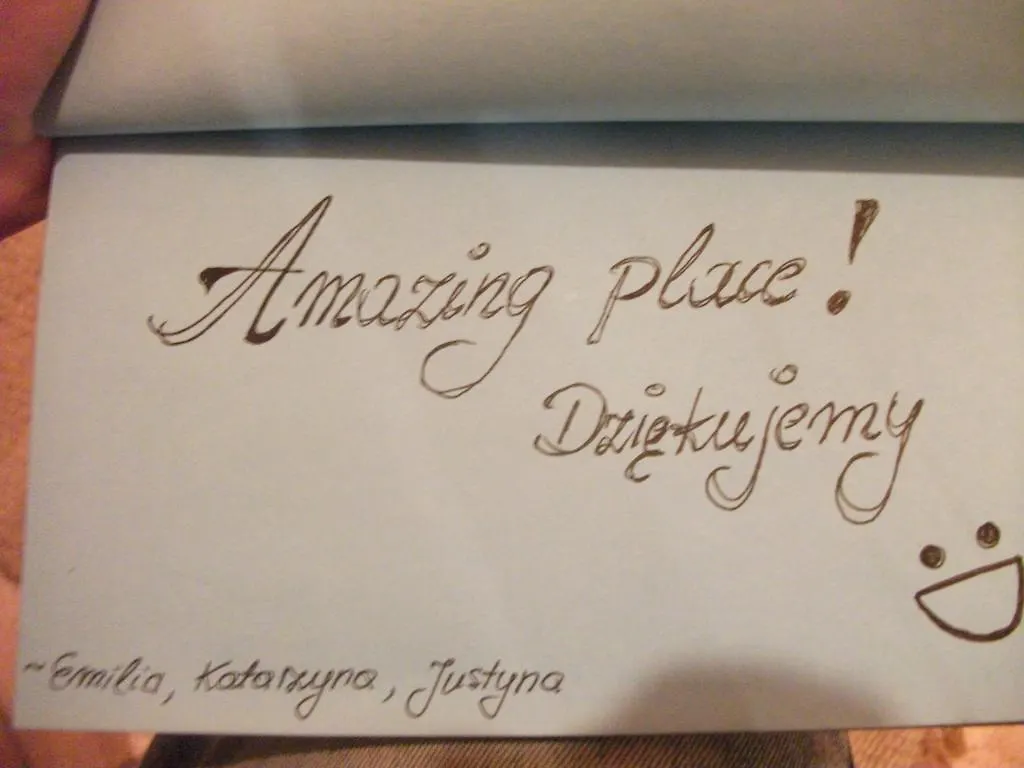 Amazing place!
Dziękujemy
~Emilia, Katarzyna, Justyna